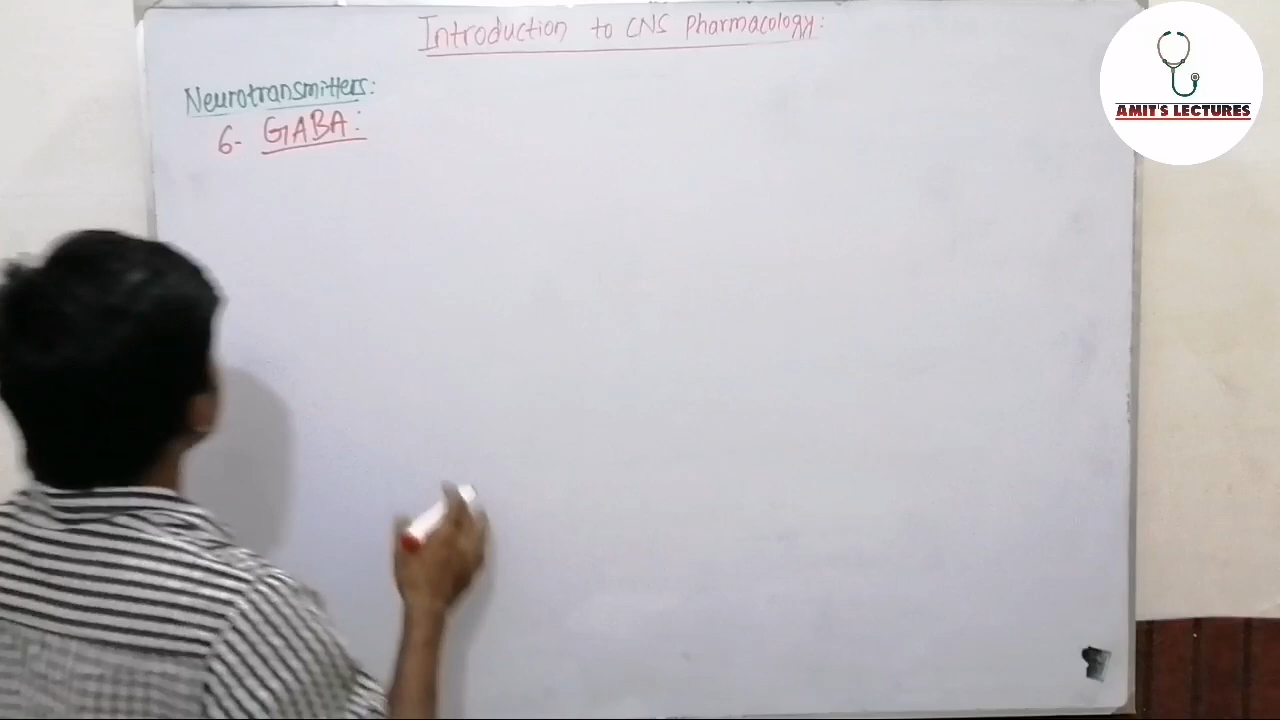 Introduction to CNS Pharmacology:
Neurotransmitters:
6- GABA:
AMIT'S LECTURES